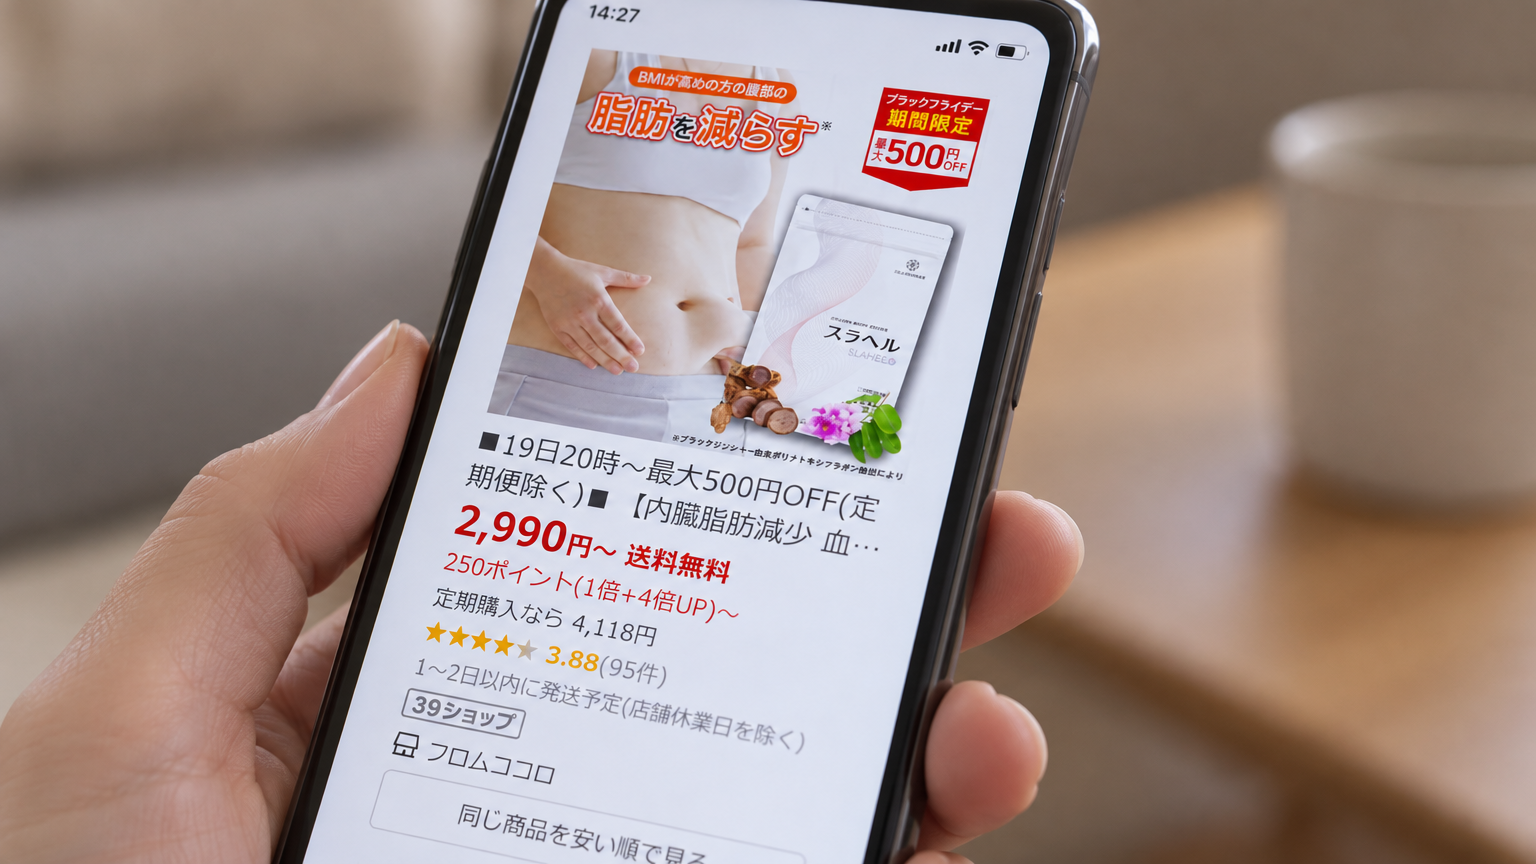 14:27
BMIが高めの方の腹部の
脂肪を減らす※
ブラックフライデー
期間限定
最大500円OFF
スラヘル
SLAHEL
※ブラックジンジャー由来ポリメトキシフラボン抽出により
■19日20時～最大500円OFF(定
期便除く)■ 【内臓脂肪減少 血…
2,990円～ 送料無料
250ポイント(1倍+4倍UP)～
定期購入なら 4,118円
★★★★★ 3.88(95件)
1～2日以内に発送予定(店舗休業日を除く)
39ショップ
フロムココロ
同じ商品を安い順で見る